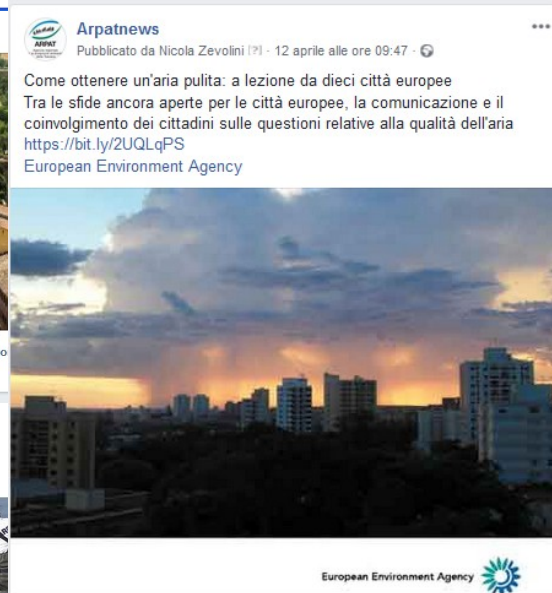 Arpatnews
Pubblicato da Nicola Zevolini [?] · 12 aprile alle ore 09:47 ·
Come ottenere un'aria pulita: a lezione da dieci città europee
Tra le sfide ancora aperte per le città europee, la comunicazione e il
coinvolgimento dei cittadini sulle questioni relative alla qualità dell'aria
https://bit.ly/2UQLqPS
European Environment Agency
European Environment Agency
ARPAT